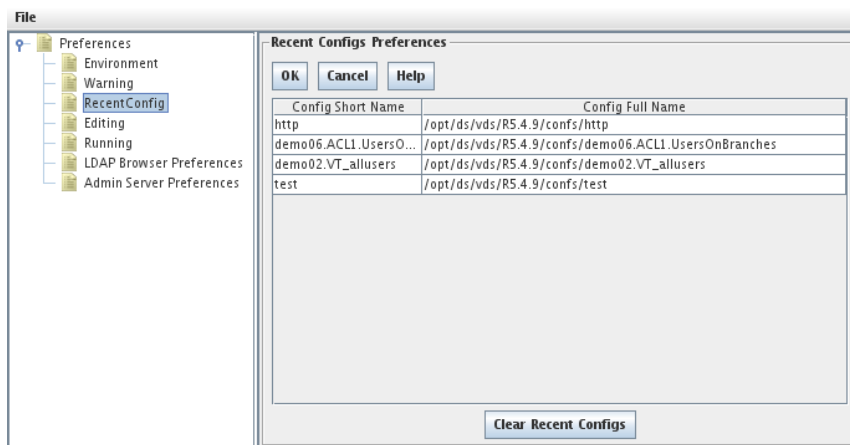 File
Preferences
Environment
Warning
RecentConfig
Editing
Running
LDAP Browser Preferences
Admin Server Preferences
Recent Configs Preferences
OK Cancel Help
Config Short Name Config Full Name
http /opt/ds/vds/R5.4.9/confs/http
demo06.ACL1.UsersO... /opt/ds/vds/R5.4.9/confs/demo06.ACL1.UsersOnBranches
demo02.VT_allusers /opt/ds/vds/R5.4.9/confs/demo02.VT_allusers
test /opt/ds/vds/R5.4.9/confs/test
Clear Recent Configs